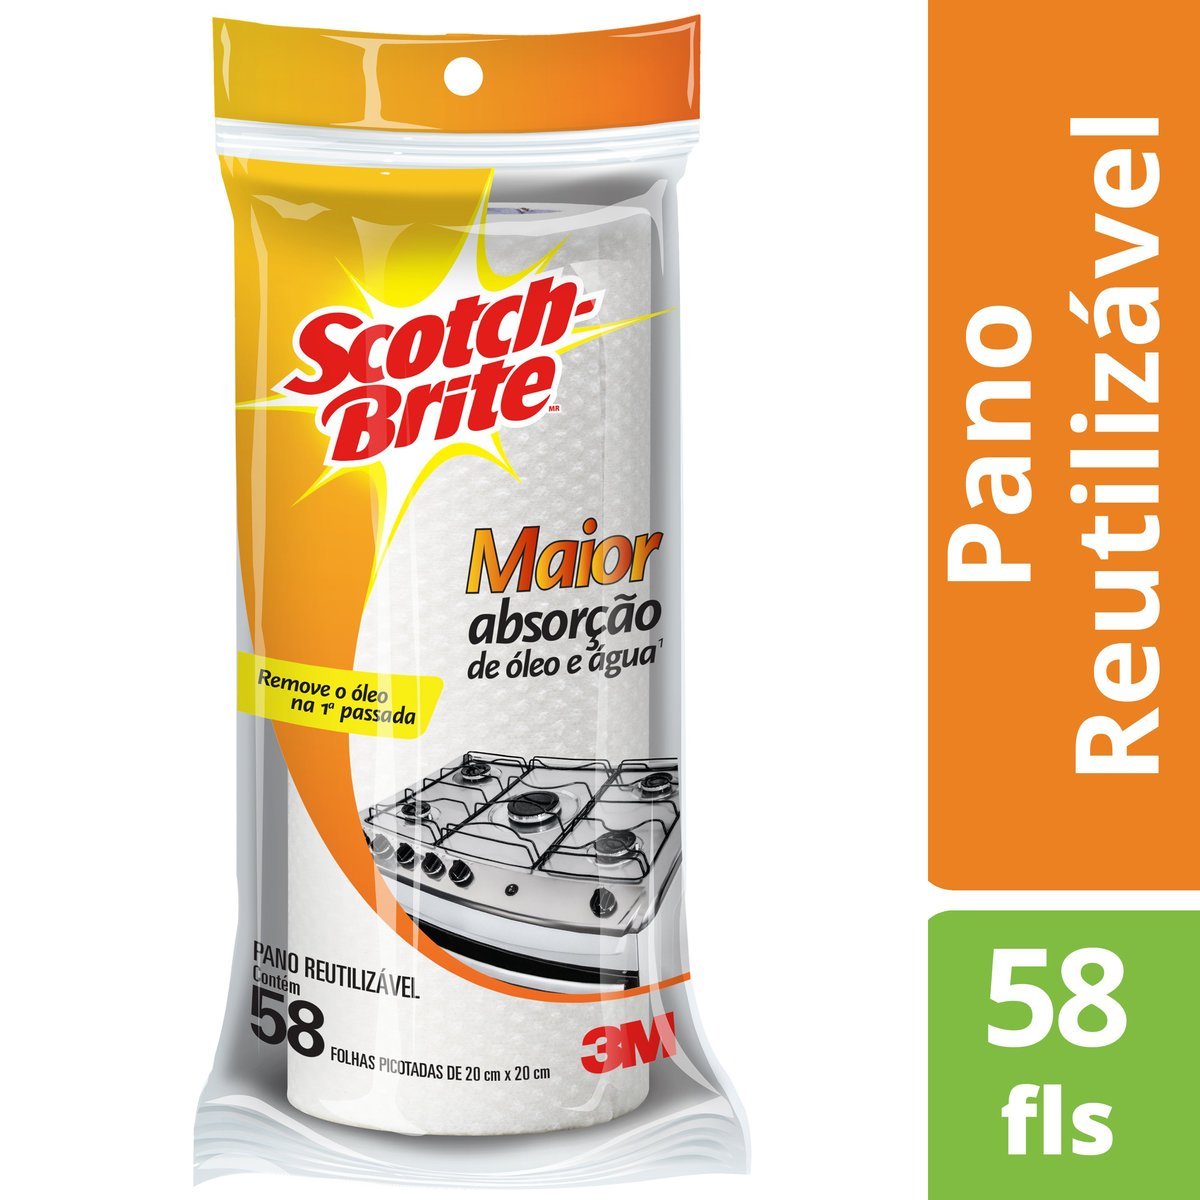 Scotch-
Brite MR
Maior
absorção
de óleo e água¹
Remove o óleo
na 1ª passada
PANO REUTILIZÁVEL
Contém
58
FOLHAS PICOTADAS DE 20 cm x 20 cm
3M
Pano
Reutilizável
58
fls